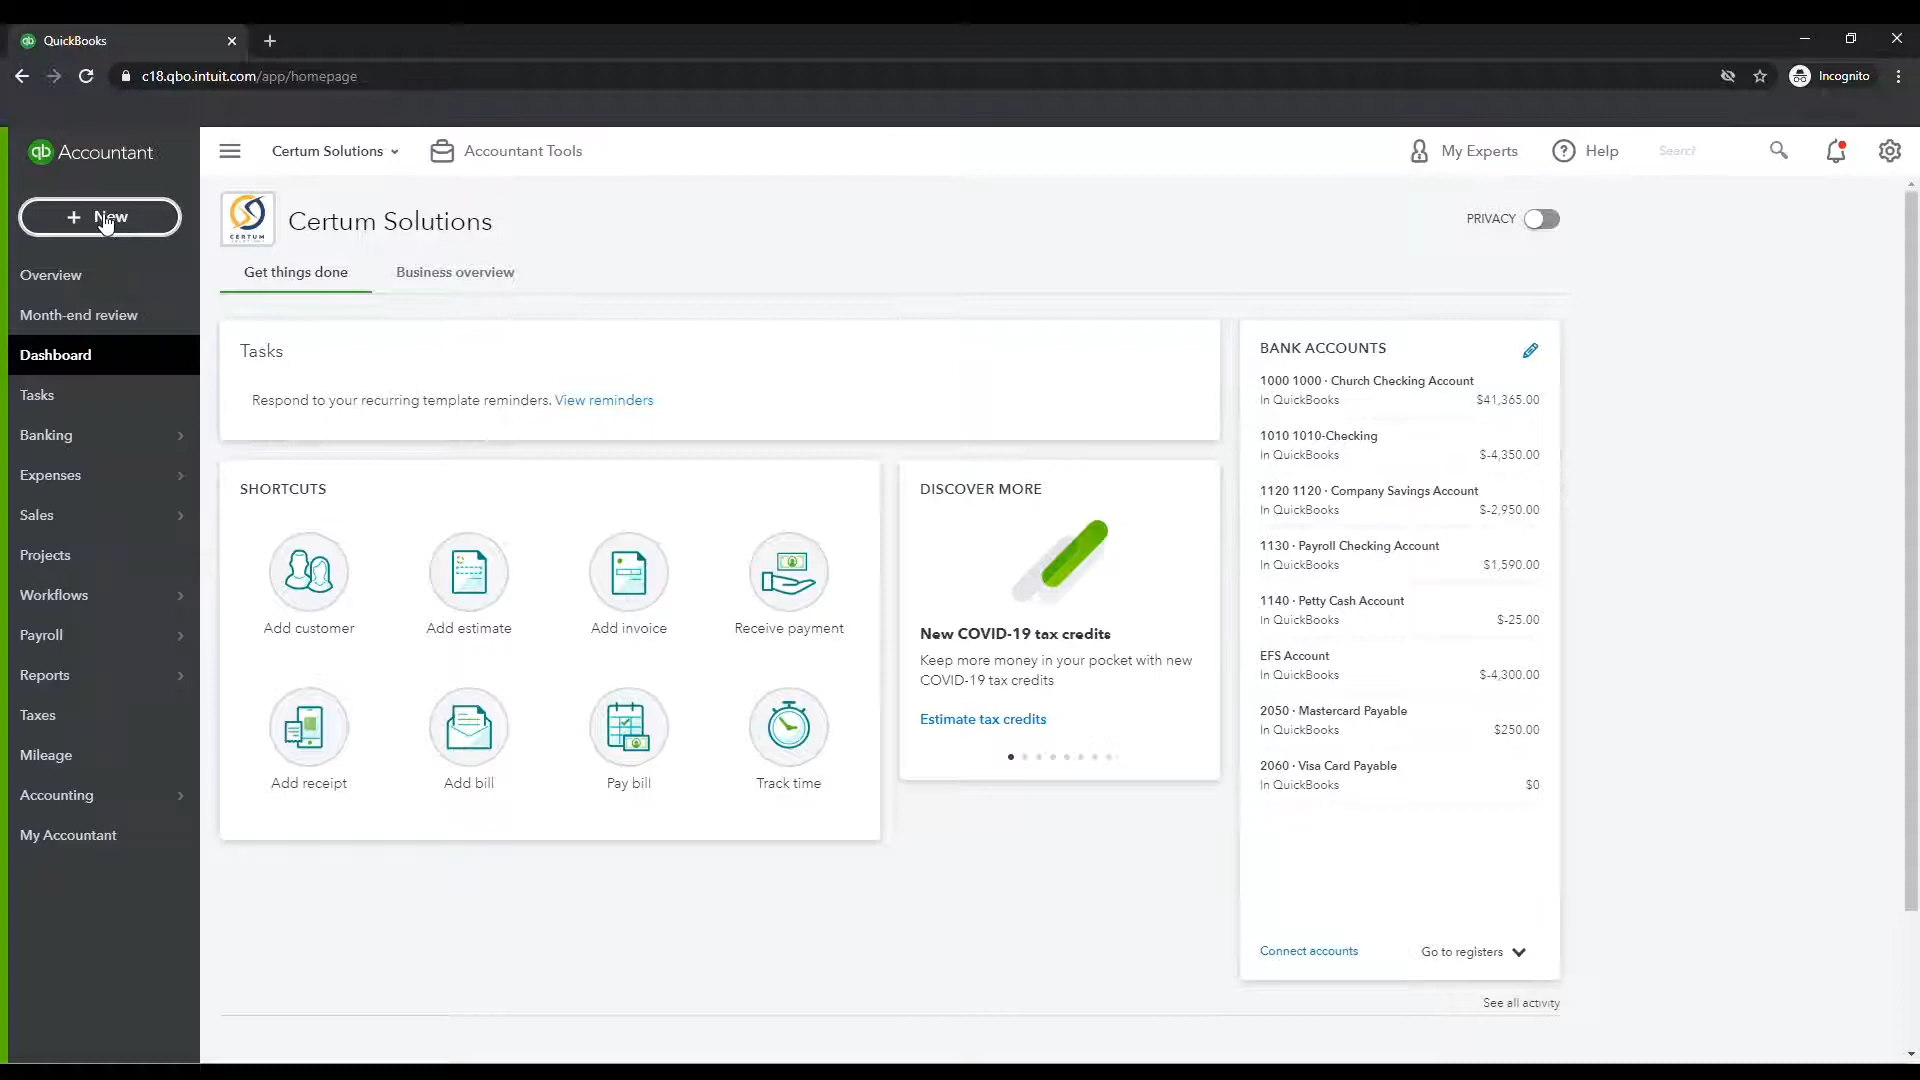 QuickBooks
c18.qbo.intuit.com/app/homepage
Incognito
qb Accountant
Certum Solutions
Accountant Tools
My Experts
Help
Search
+ New
CERTUM
Certum Solutions
PRIVACY
Get things done
Business overview
Overview
Month-end review
Dashboard
Tasks
Banking
Expenses
Sales
Projects
Workflows
Payroll
Reports
Taxes
Mileage
Accounting
My Accountant
Tasks
Respond to your recurring template reminders. View reminders
SHORTCUTS
Add customer
Add estimate
Add invoice
Receive payment
Add receipt
Add bill
Pay bill
Track time
DISCOVER MORE
New COVID-19 tax credits
Keep more money in your pocket with new
COVID-19 tax credits
Estimate tax credits
BANK ACCOUNTS
1000 1000 · Church Checking Account
In QuickBooks $41,365.00
1010 1010-Checking
In QuickBooks $-4,350.00
1120 1120 · Company Savings Account
In QuickBooks $-2,950.00
1130 · Payroll Checking Account
In QuickBooks $1,590.00
1140 · Petty Cash Account
In QuickBooks $-25.00
EFS Account
In QuickBooks $-4,300.00
2050 · Mastercard Payable
In QuickBooks $250.00
2060 · Visa Card Payable
In QuickBooks $0
Connect accounts
Go to registers
See all activity